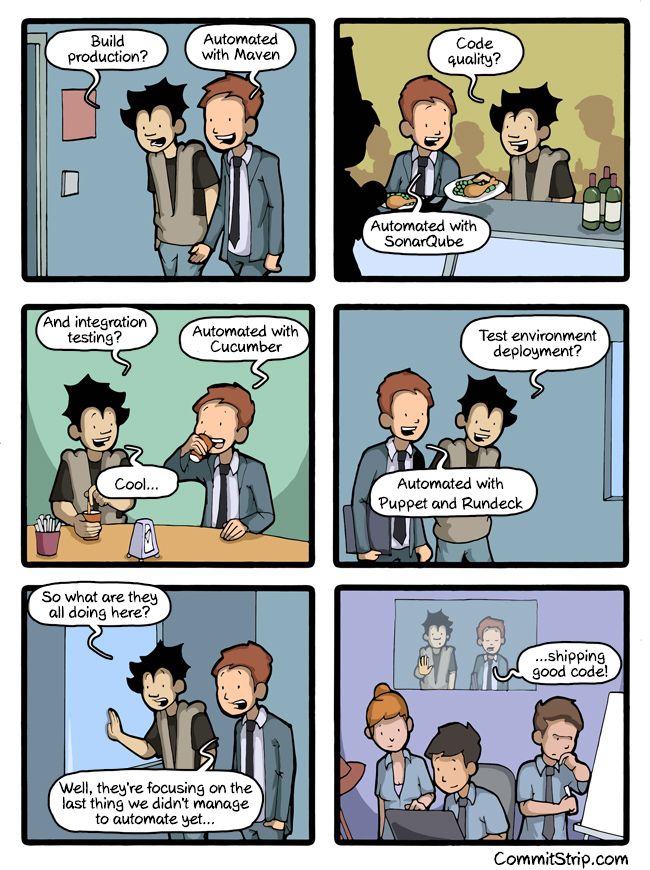 Build
production?
Automated
with Maven
Code
quality?
Automated with
SonarQube
And integration
testing?
Automated with
Cucumber
Cool...
Test environment
deployment?
Automated with
Puppet and Rundeck
So what are they
all doing here?
Well, they're focusing on the
last thing we didn't manage
to automate yet...
...shipping
good code!
CommitStrip.com